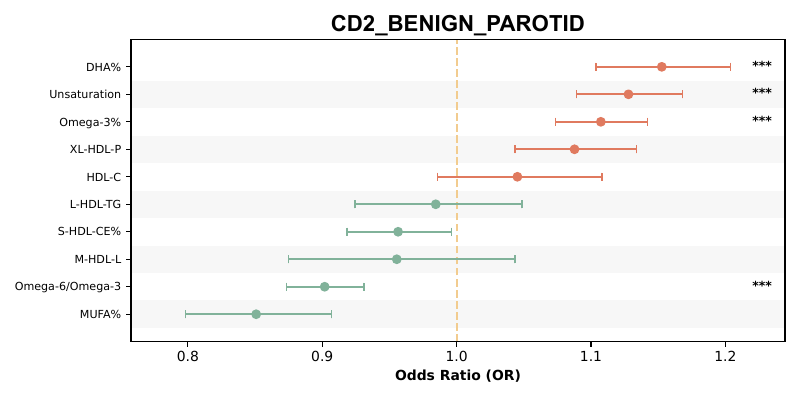 CD2_BENIGN_PAROTID
DHA% ***
Unsaturation ***
Omega-3% ***
XL-HDL-P
HDL-C
L-HDL-TG
S-HDL-CE%
M-HDL-L
Omega-6/Omega-3 ***
MUFA%
0.8 0.9 1.0 1.1 1.2
Odds Ratio (OR)